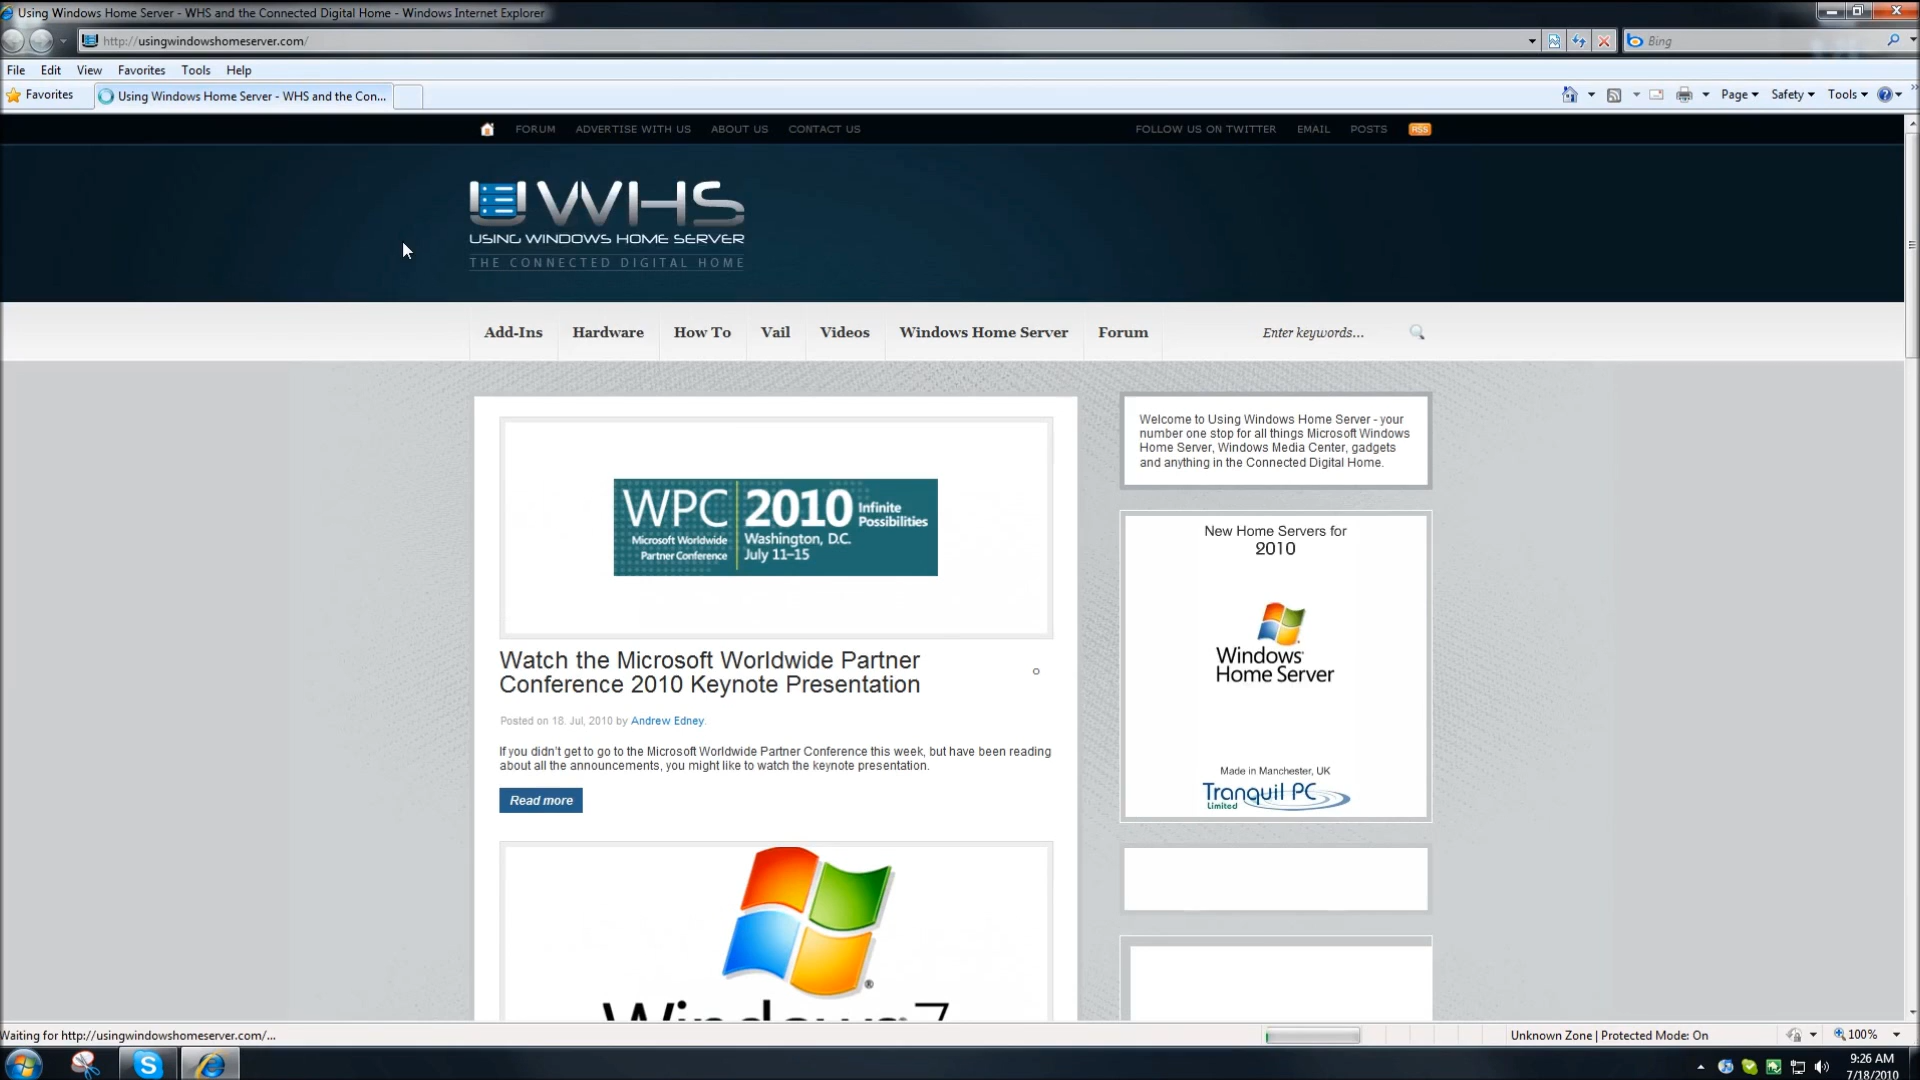 Using Windows Home Server - WHS and the Connected Digital Home - Windows Internet Explorer
http://usingwindowshomeserver.com/
Bing
File Edit View Favorites Tools Help
Favorites
Using Windows Home Server - WHS and the Con...
Page Safety Tools
FORUM ADVERTISE WITH US ABOUT US CONTACT US
FOLLOW US ON TWITTER EMAIL POSTS RSS
UWHS
USING WINDOWS HOME SERVER
THE CONNECTED DIGITAL HOME
Add-Ins Hardware How To Vail Videos Windows Home Server Forum
Enter keywords...
WPC 2010 Infinite Possibilities
Microsoft Worldwide Partner Conference
Washington, D.C.
July 11–15
Watch the Microsoft Worldwide Partner
Conference 2010 Keynote Presentation
Posted on 18. Jul, 2010 by Andrew Edney.
If you didn't get to go to the Microsoft Worldwide Partner Conference this week, but have been reading
about all the announcements, you might like to watch the keynote presentation.
Read more
Windows 7
Welcome to Using Windows Home Server - your
number one stop for all things Microsoft Windows
Home Server, Windows Media Center, gadgets
and anything in the Connected Digital Home.
New Home Servers for
2010
Windows
Home Server
Made in Manchester, UK
Tranquil PC
Limited
Waiting for http://usingwindowshomeserver.com/...
Unknown Zone | Protected Mode: On
100%
9:26 AM
7/18/2010